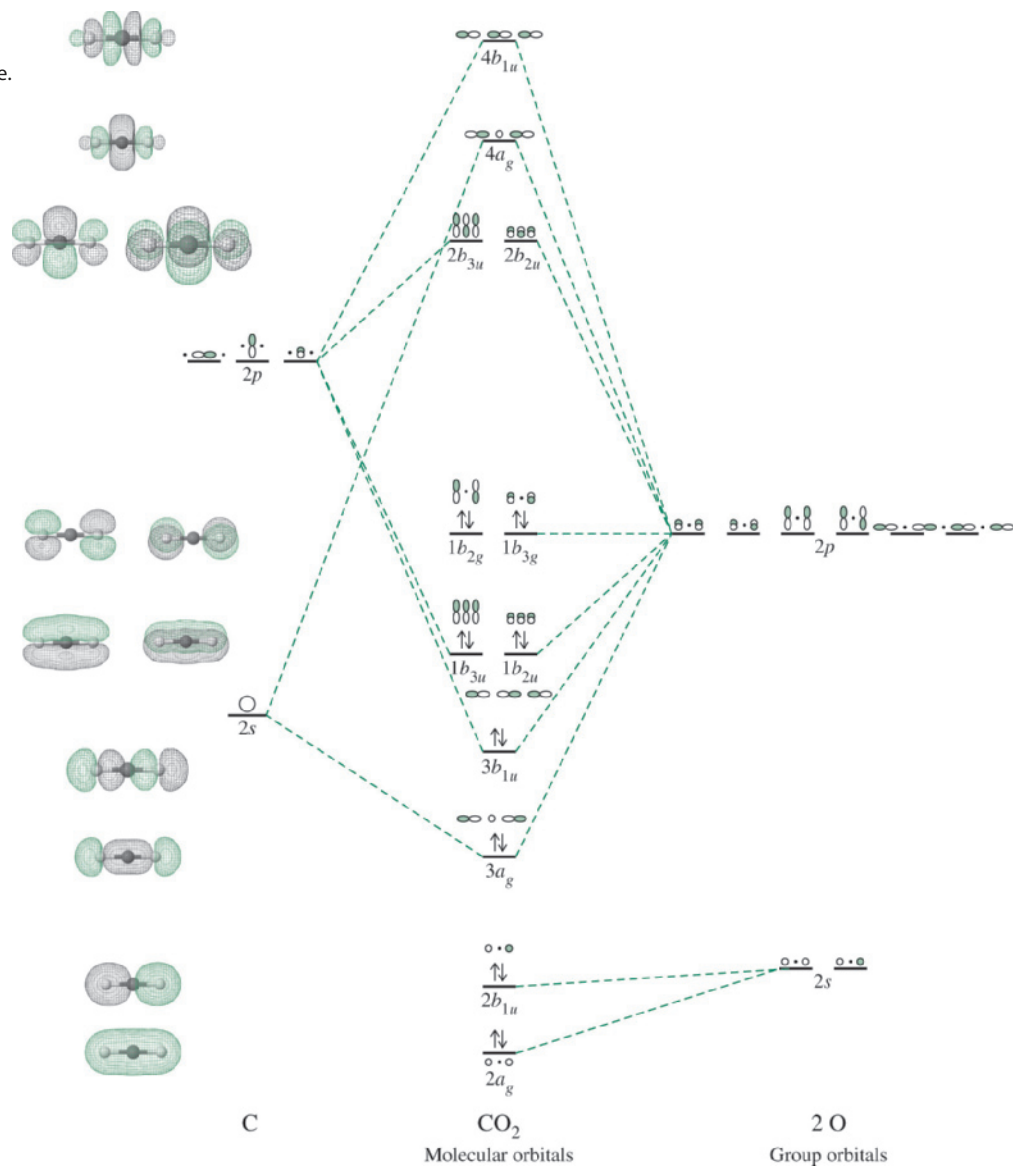 4b1u
e.
4ag
2b3u 2b2u
2p
1b2g 1b3g
2p
1b3u 1b2u
2s
3b1u
3ag
2b1u
2s
2ag
C CO2 2 O
Molecular orbitals Group orbitals